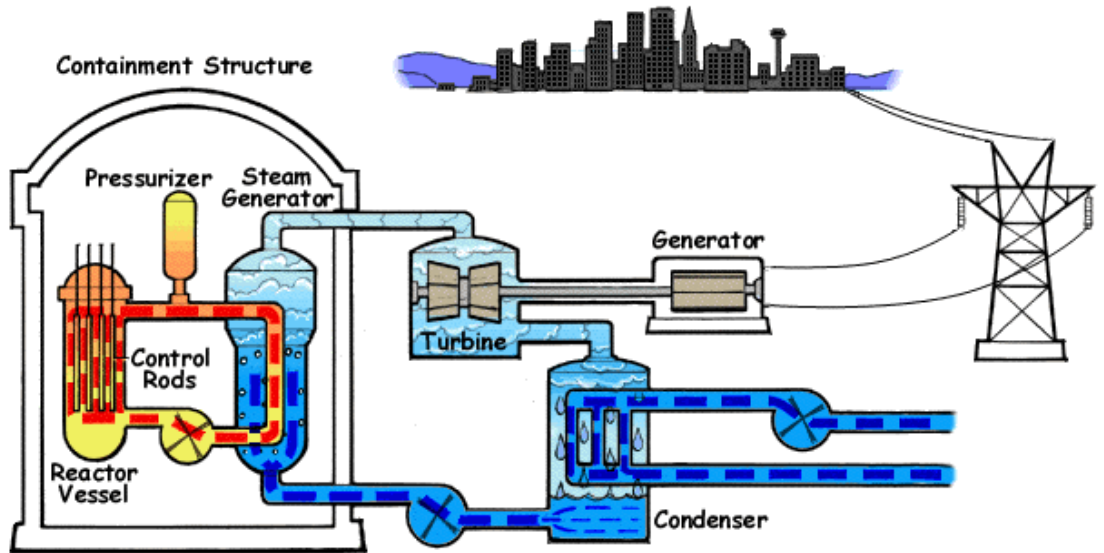 Containment Structure
Pressurizer
Steam
Generator
Generator
Turbine
Control
Rods
Reactor
Vessel
Condenser